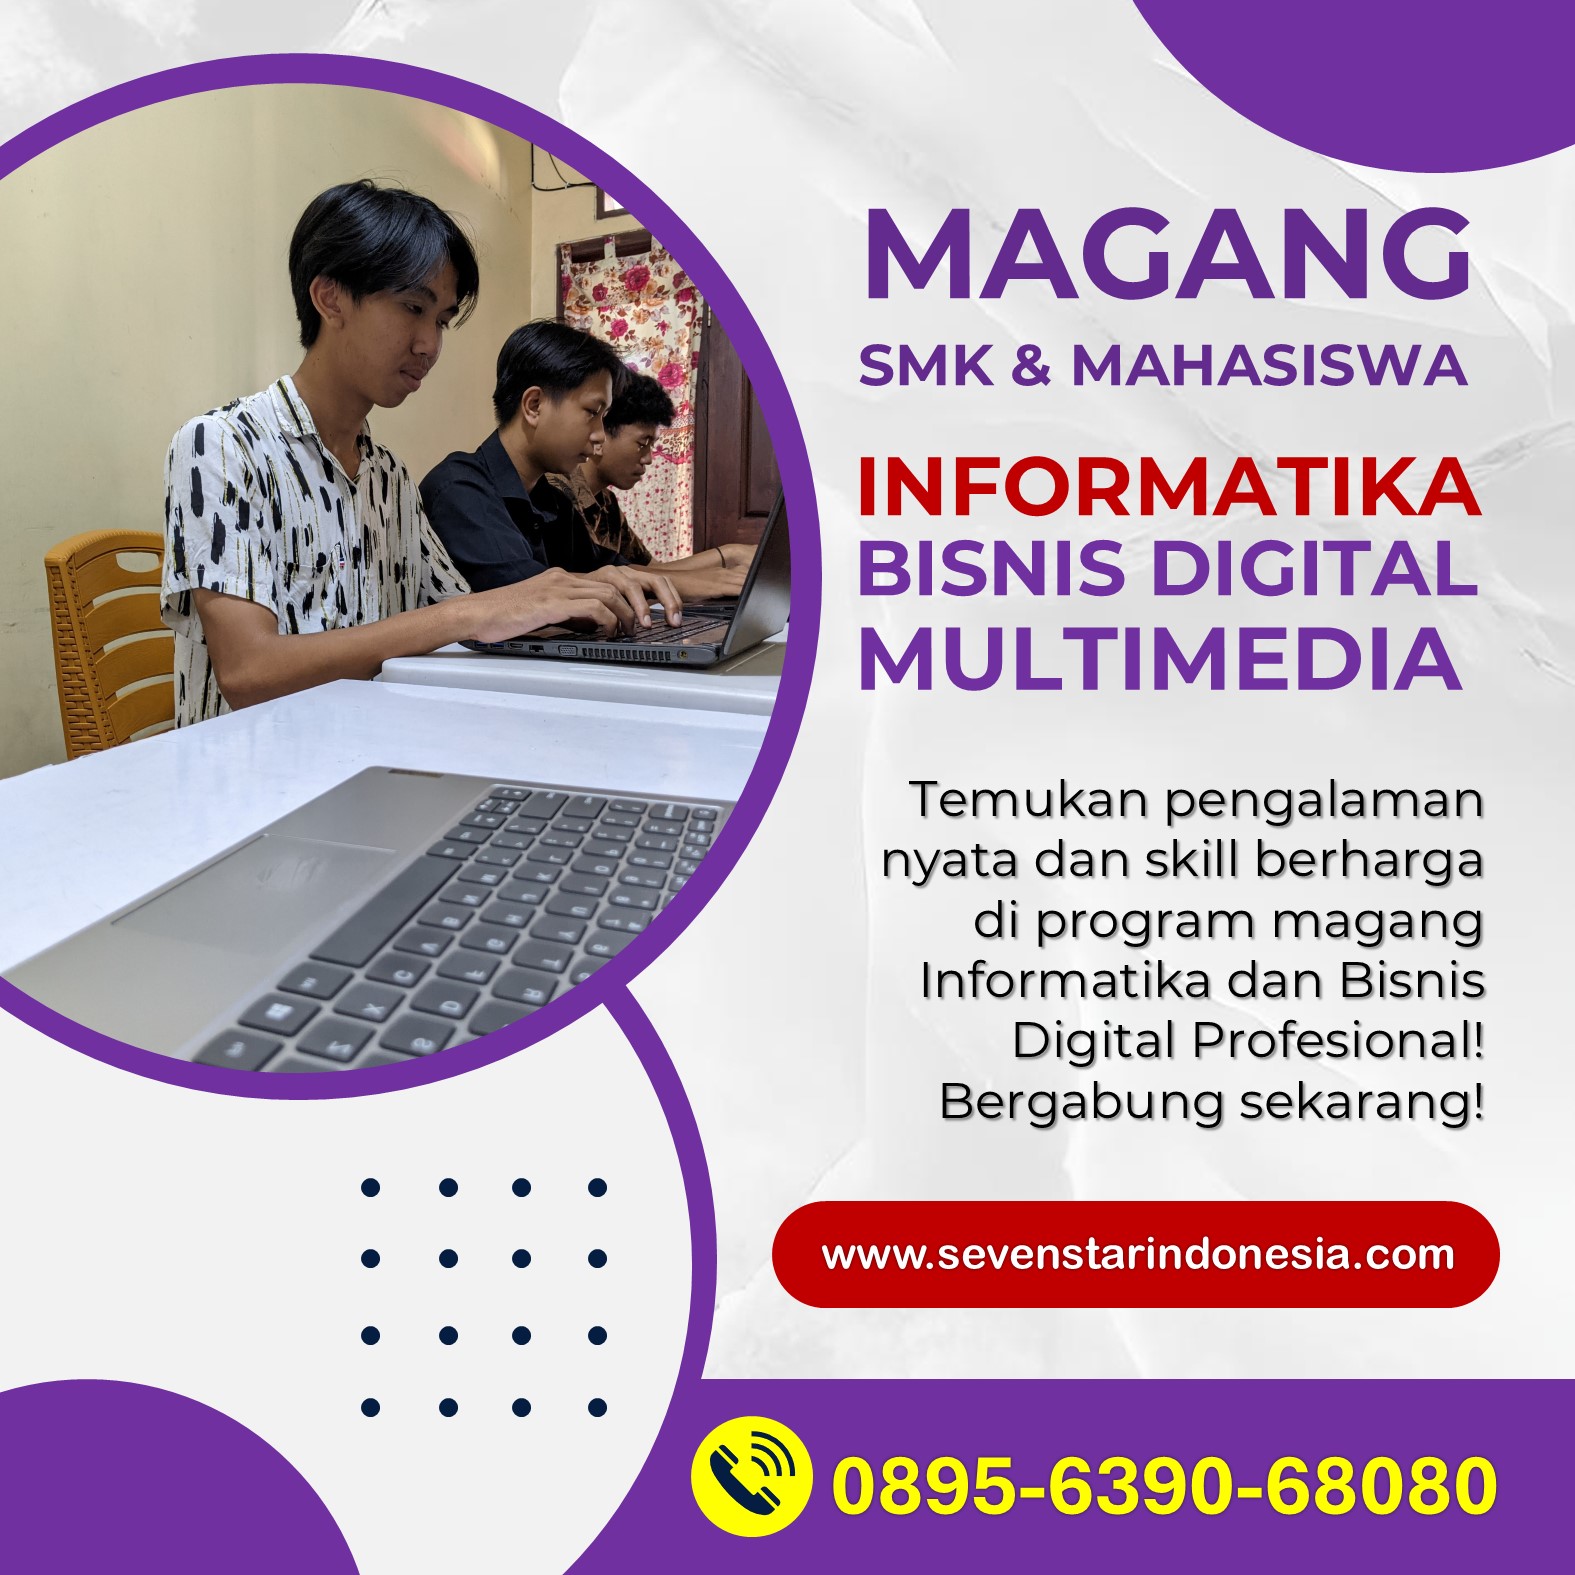 MAGANG
SMK & MAHASISWA
INFORMATIKA
BISNIS DIGITAL
MULTIMEDIA
Temukan pengalaman
nyata dan skill berharga
di program magang
Informatika dan Bisnis
Digital Profesional!
Bergabung sekarang!
www.sevenstarindonesia.com
0895-6390-68080